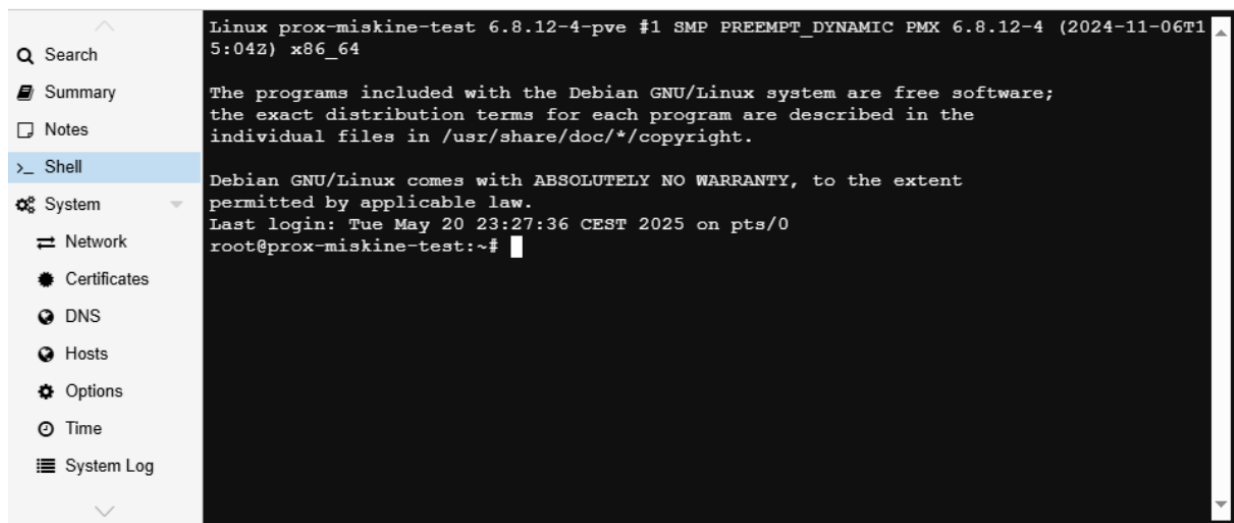 Search
Summary
Notes
Shell
System
Network
Certificates
DNS
Hosts
Options
Time
System Log
Linux prox-miskine-test 6.8.12-4-pve #1 SMP PREEMPT_DYNAMIC PMX 6.8.12-4 (2024-11-06T1
5:04Z) x86_64
The programs included with the Debian GNU/Linux system are free software;
the exact distribution terms for each program are described in the
individual files in /usr/share/doc/*/copyright.
Debian GNU/Linux comes with ABSOLUTELY NO WARRANTY, to the extent
permitted by applicable law.
Last login: Tue May 20 23:27:36 CEST 2025 on pts/0
root@prox-miskine-test:~#